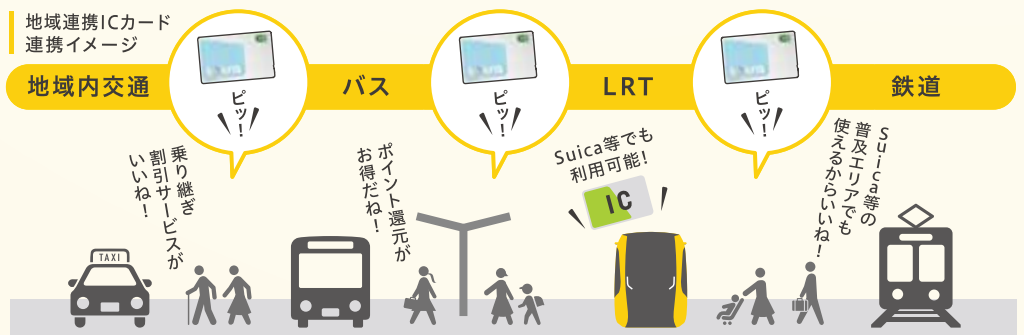 地域連携ICカード
連携イメージ
地域内交通
バス
LRT
鉄道
ピッ！
ピッ！
ピッ！
乗り継ぎ
割引サービスが
いいね！
ポイント還元が
お得だね！
Suica等でも
利用可能！
IC
Suica等の
普及エリアでも
使えるからいいね！
TAXI